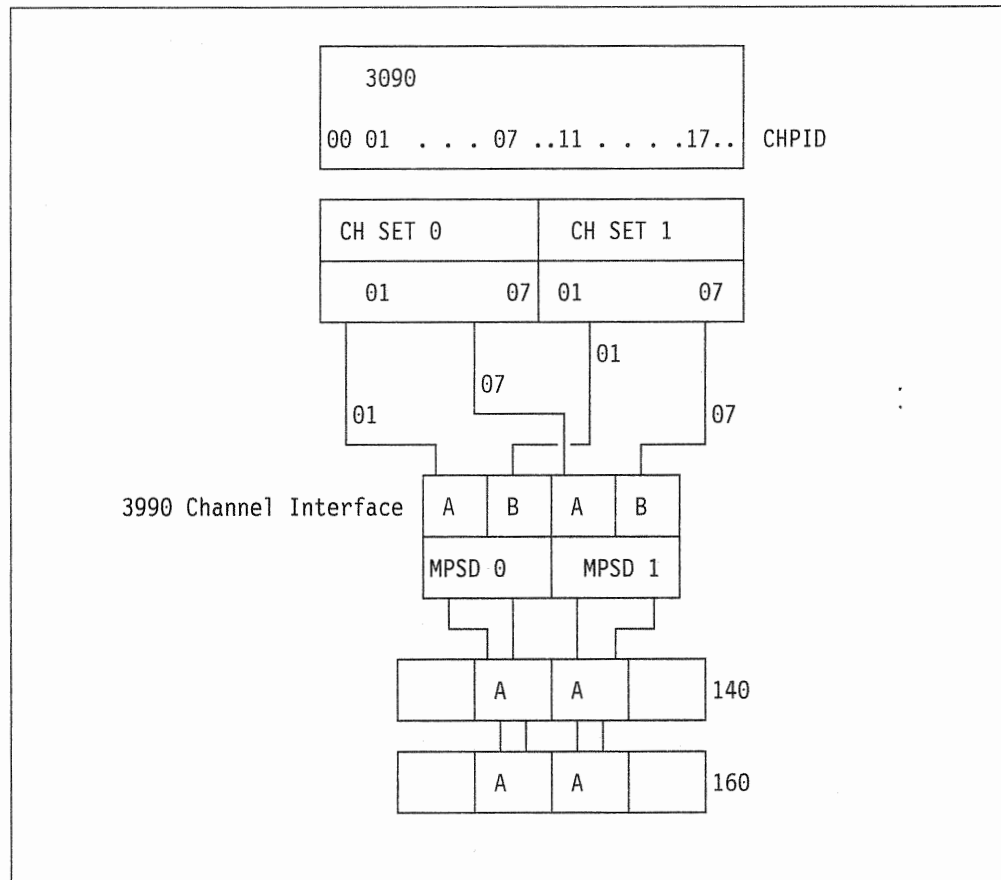 3090
00 01 . . . 07 ..11 . . . .17.. CHPID
CH SET 0 CH SET 1
01 07 01 07
01
07
01 07
3990 Channel Interface A B A B
MPSD 0 MPSD 1
A A 140
A A 160